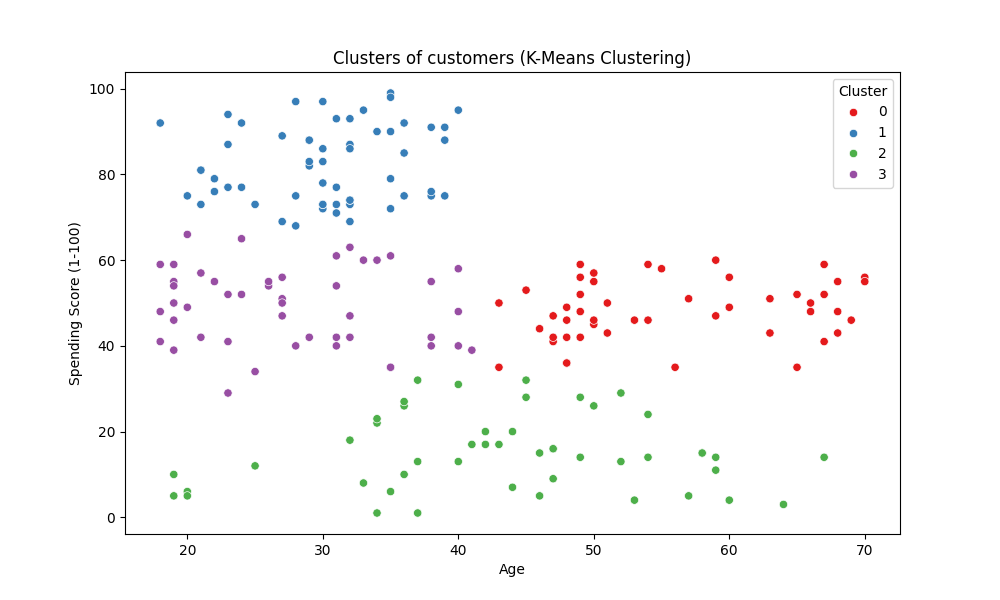 Clusters of customers (K-Means Clustering)
Spending Score (1-100)
100
80
60
40
20
0
Cluster
0
1
2
3
20 30 40 50 60 70
Age